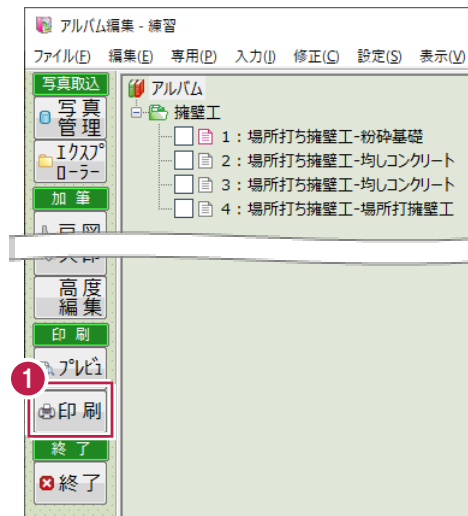 アルバム編集 - 練習
ファイル(F) 編集(E) 専用(P) 入力(I) 修正(C) 設定(S) 表示(V)
写真取込
写真管理
エクスプローラー
加 筆
高度編集
印 刷
プレビュ
1
印 刷
終 了
終 了
アルバム
擁壁工
1：場所打ち擁壁工-粉砕基礎
2：場所打ち擁壁工-均しコンクリート
3：場所打ち擁壁工-均しコンクリート
4：場所打ち擁壁工-場所打擁壁工